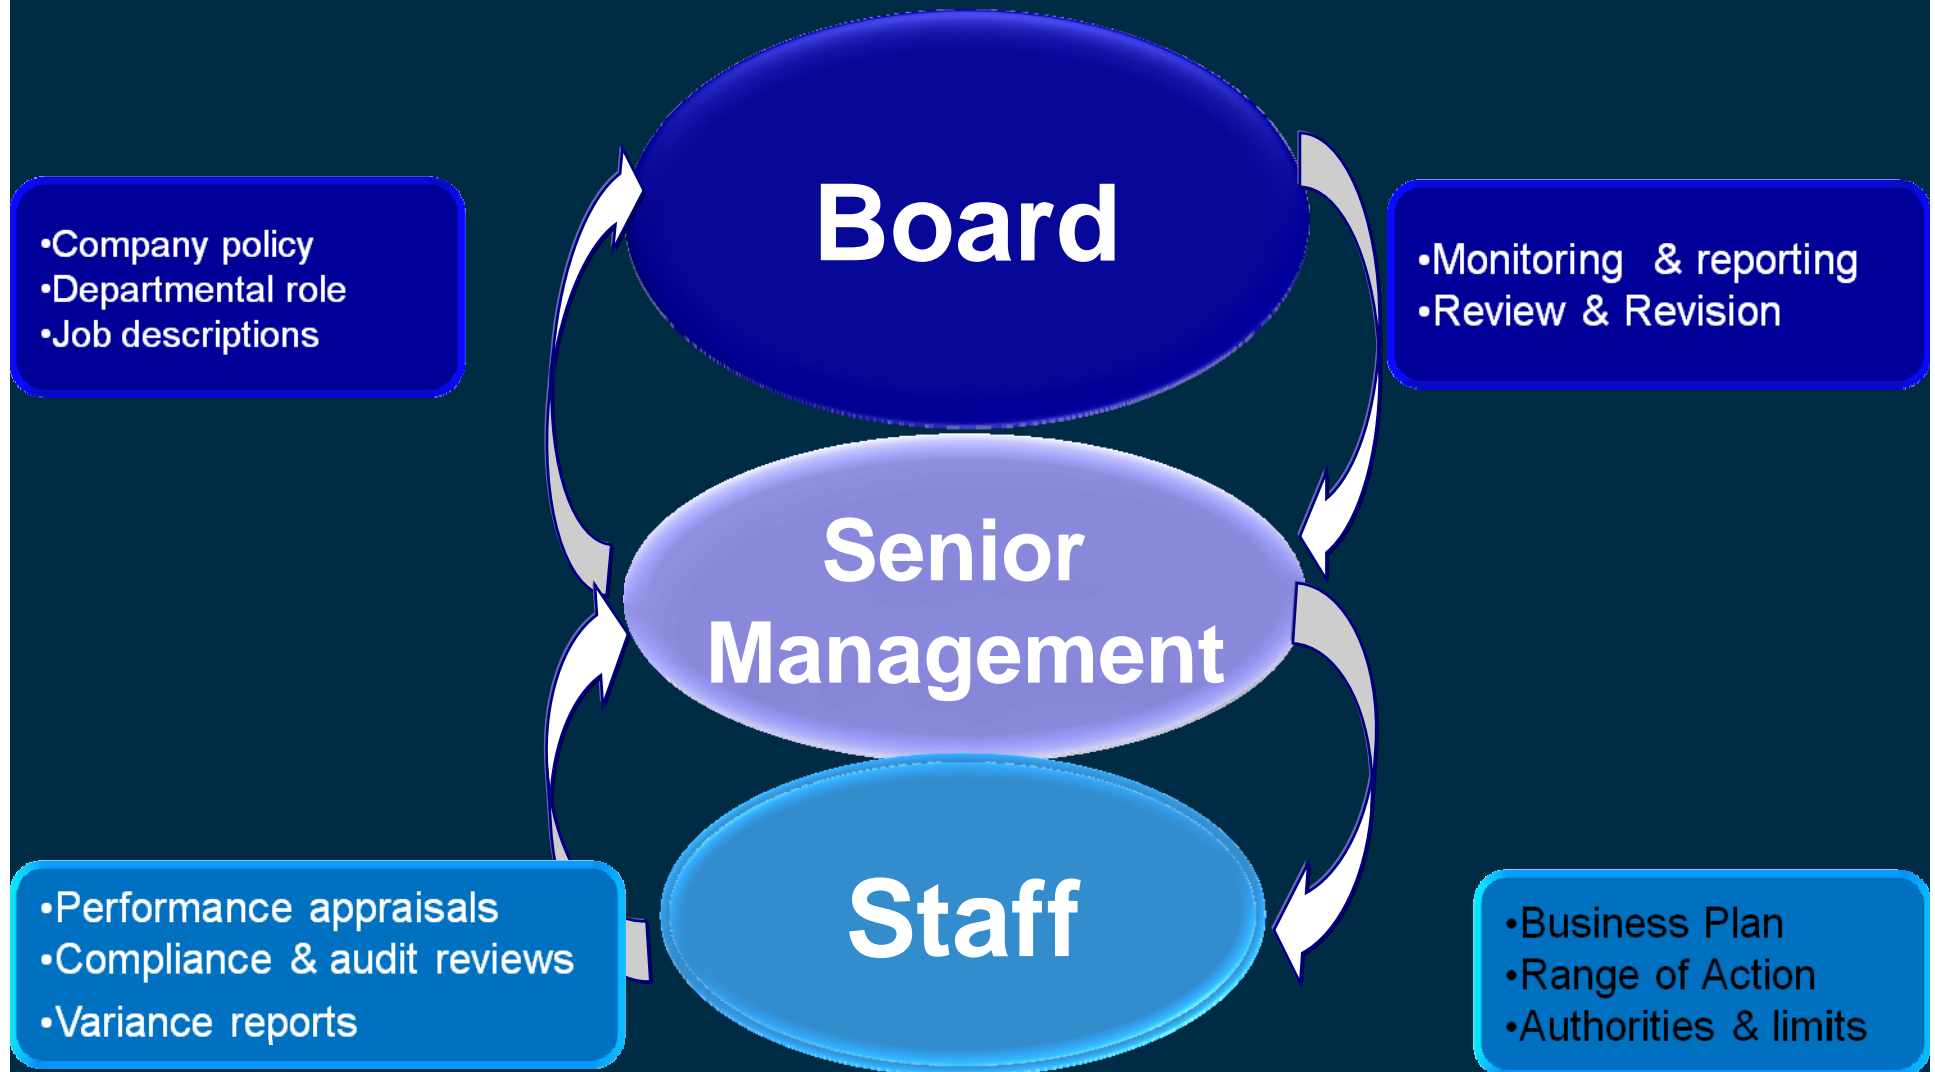 Board
•Company policy
•Departmental role
•Job descriptions
•Monitoring & reporting
•Review & Revision
Senior
Management
Staff
•Performance appraisals
•Compliance & audit reviews
•Variance reports
•Business Plan
•Range of Action
•Authorities & limits